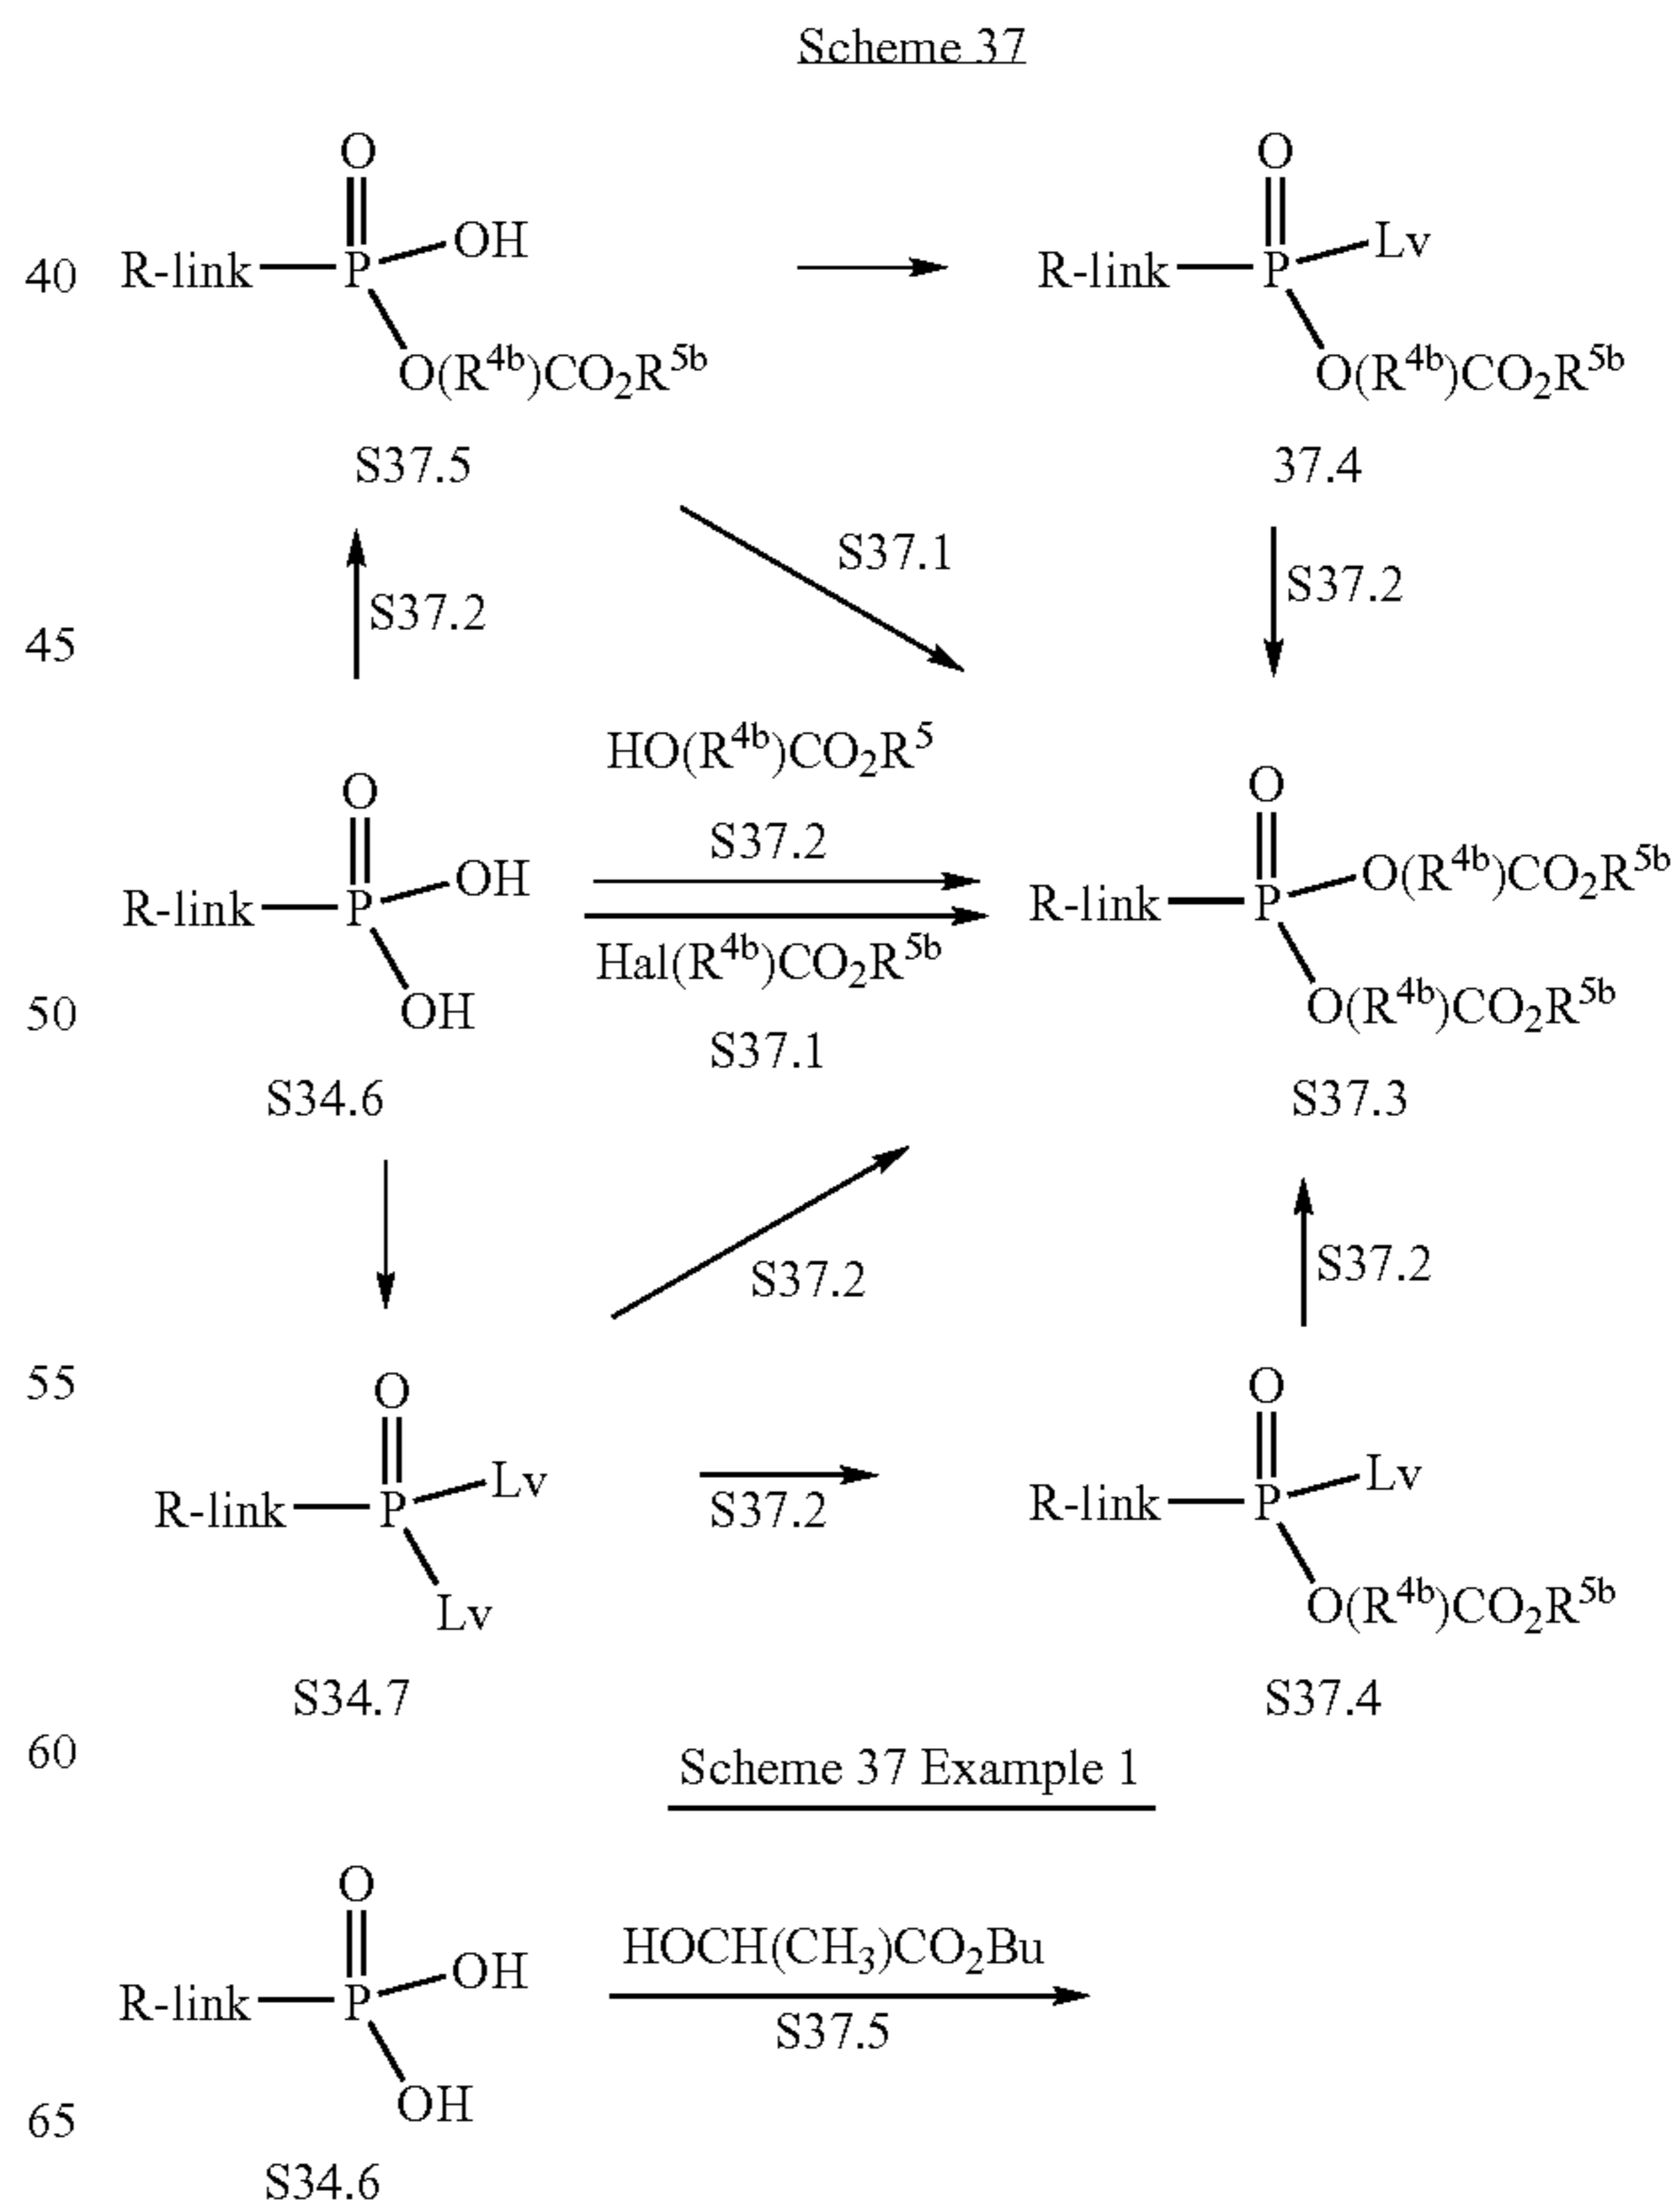 Scheme 37
O O
40 R-link P OH R-link P Lv
O(R4b)CO2R5b O(R4b)CO2R5b
S37.5 37.4
S37.1
S37.2 S37.2
45
HO(R4b)CO2R5
O O
S37.2
R-link P OH R-link P O(R4b)CO2R5b
Hal(R4b)CO2R5b
50 OH O(R4b)CO2R5b
S37.1
S34.6 S37.3
S37.2 S37.2
55 O O
R-link P Lv S37.2 R-link P Lv
Lv O(R4b)CO2R5b
S34.7 S37.4
60
Scheme 37 Example 1
O
HOCH(CH3)CO2Bu
R-link P OH
S37.5
OH
65
S34.6